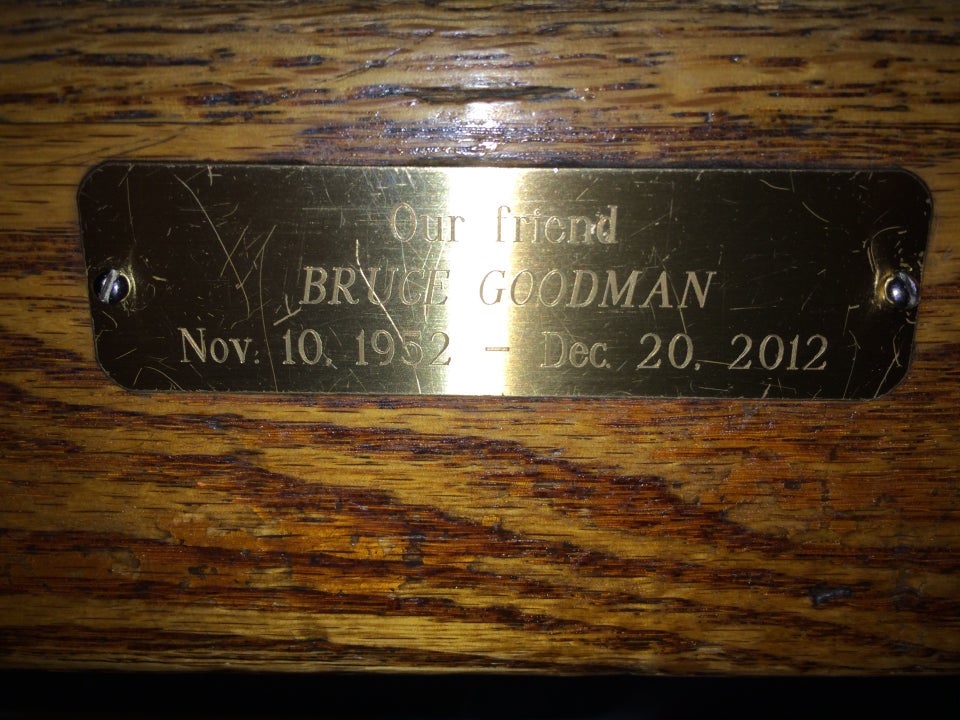 Our friend
BRUCE GOODMAN
Nov. 10, 1952 - Dec. 20, 2012